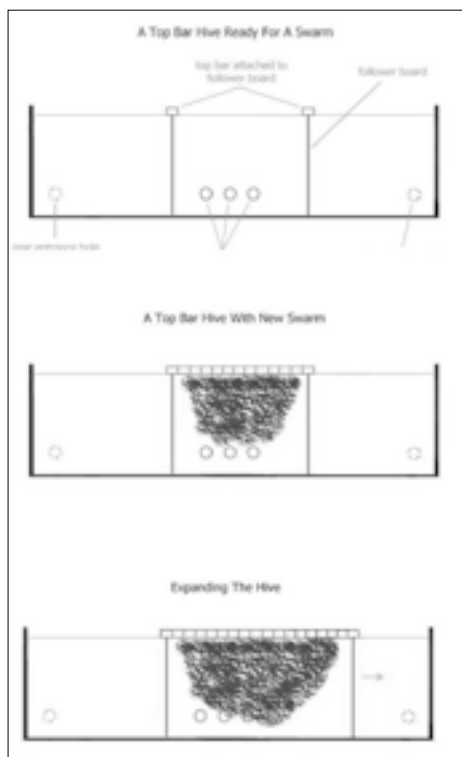 A Top Bar Hive Ready For A Swarm
top bar attached to
follower board
follower board
entrance hole
A Top Bar Hive With New Swarm
Expanding The Hive